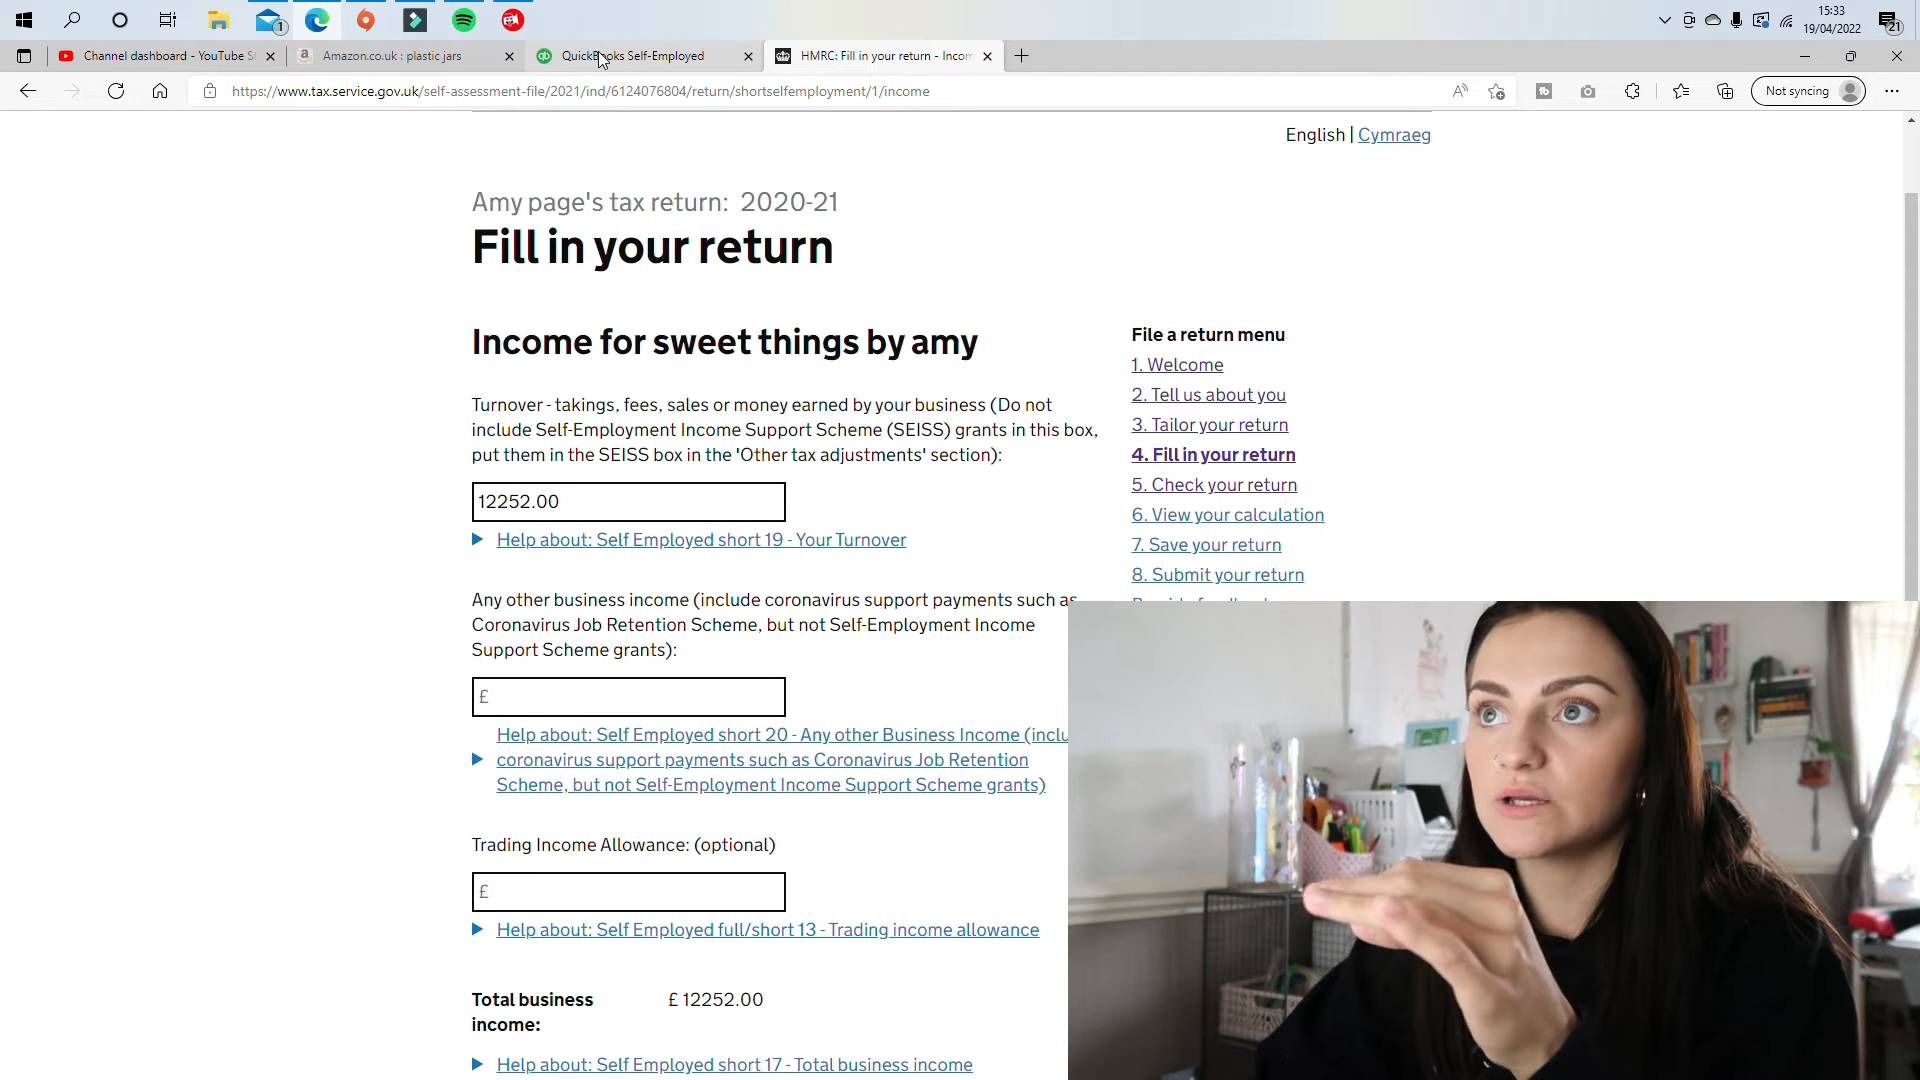 1
15:33
19/04/2022
21
Channel dashboard - YouTube St
Amazon.co.uk : plastic jars
QuickBooks Self-Employed
HMRC: Fill in your return - Incom
https://www.tax.service.gov.uk/self-assessment-file/2021/ind/6124076804/return/shortselfemployment/1/income
Not syncing
English | Cymraeg
Amy page's tax return: 2020-21
Fill in your return
Income for sweet things by amy
Turnover - takings, fees, sales or money earned by your business (Do not
include Self-Employment Income Support Scheme (SEISS) grants in this box,
put them in the SEISS box in the 'Other tax adjustments' section):
12252.00
Help about: Self Employed short 19 - Your Turnover
Any other business income (include coronavirus support payments such as
Coronavirus Job Retention Scheme, but not Self-Employment Income
Support Scheme grants):
£
Help about: Self Employed short 20 - Any other Business Income (inclu
coronavirus support payments such as Coronavirus Job Retention
Scheme, but not Self-Employment Income Support Scheme grants)
Trading Income Allowance: (optional)
£
Help about: Self Employed full/short 13 - Trading income allowance
Total business
income:
£ 12252.00
Help about: Self Employed short 17 - Total business income
File a return menu
1. Welcome
2. Tell us about you
3. Tailor your return
4. Fill in your return
5. Check your return
6. View your calculation
7. Save your return
8. Submit your return